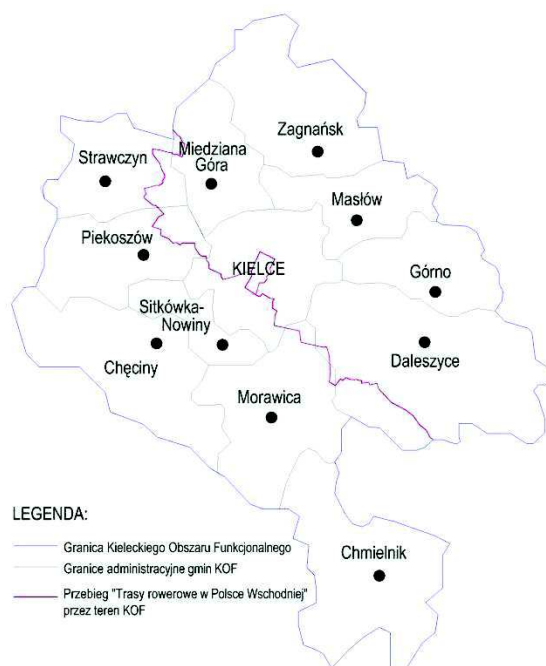 Zagnańsk
Miedziana
Góra
Strawczyn
Masłów
Piekoszów
KIELCE
Górno
Sitkówka-
Nowiny
Chęciny
Daleszyce
Morawica
LEGENDA:
Granica Kieleckiego Obszaru Funkcjonalnego
Granice administracyjne gmin KOF
Przebieg "Trasy rowerowe w Polsce Wschodniej"
przez teren KOF
Chmielnik